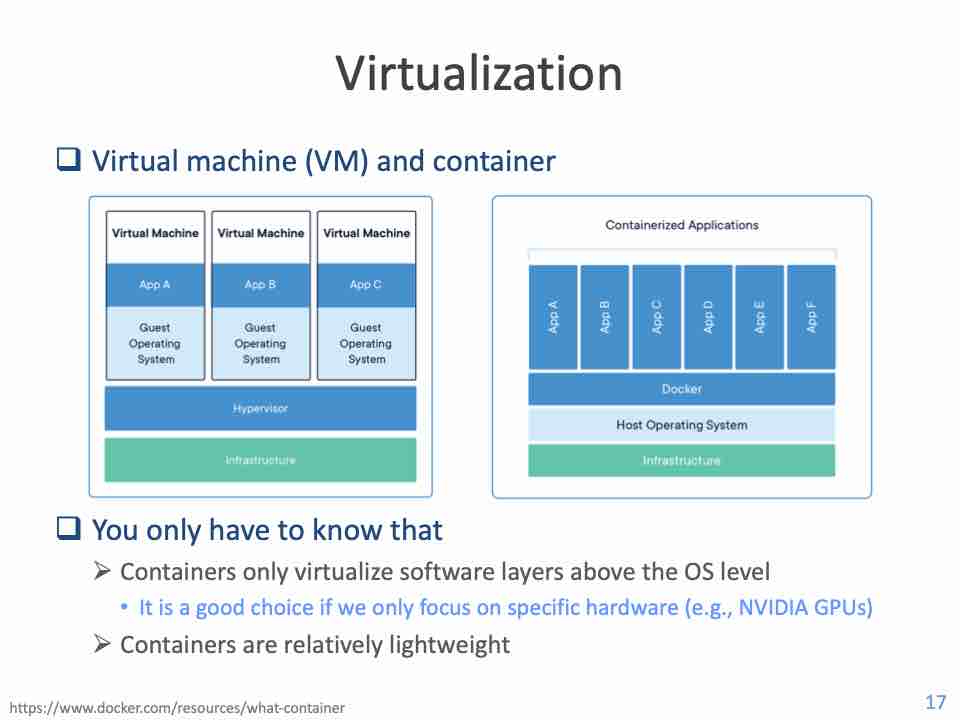 Virtualization
❑ Virtual machine (VM) and container
Virtual Machine Virtual Machine Virtual Machine
App A App B App C
Guest Operating System Guest Operating System Guest Operating System
Hypervisor
Infrastructure
Containerized Applications
App A App B App C App D App E App F
Docker
Host Operating System
Infrastructure
❑ You only have to know that
➢ Containers only virtualize software layers above the OS level
• It is a good choice if we only focus on specific hardware (e.g., NVIDIA GPUs)
➢ Containers are relatively lightweight
https://www.docker.com/resources/what-container
17